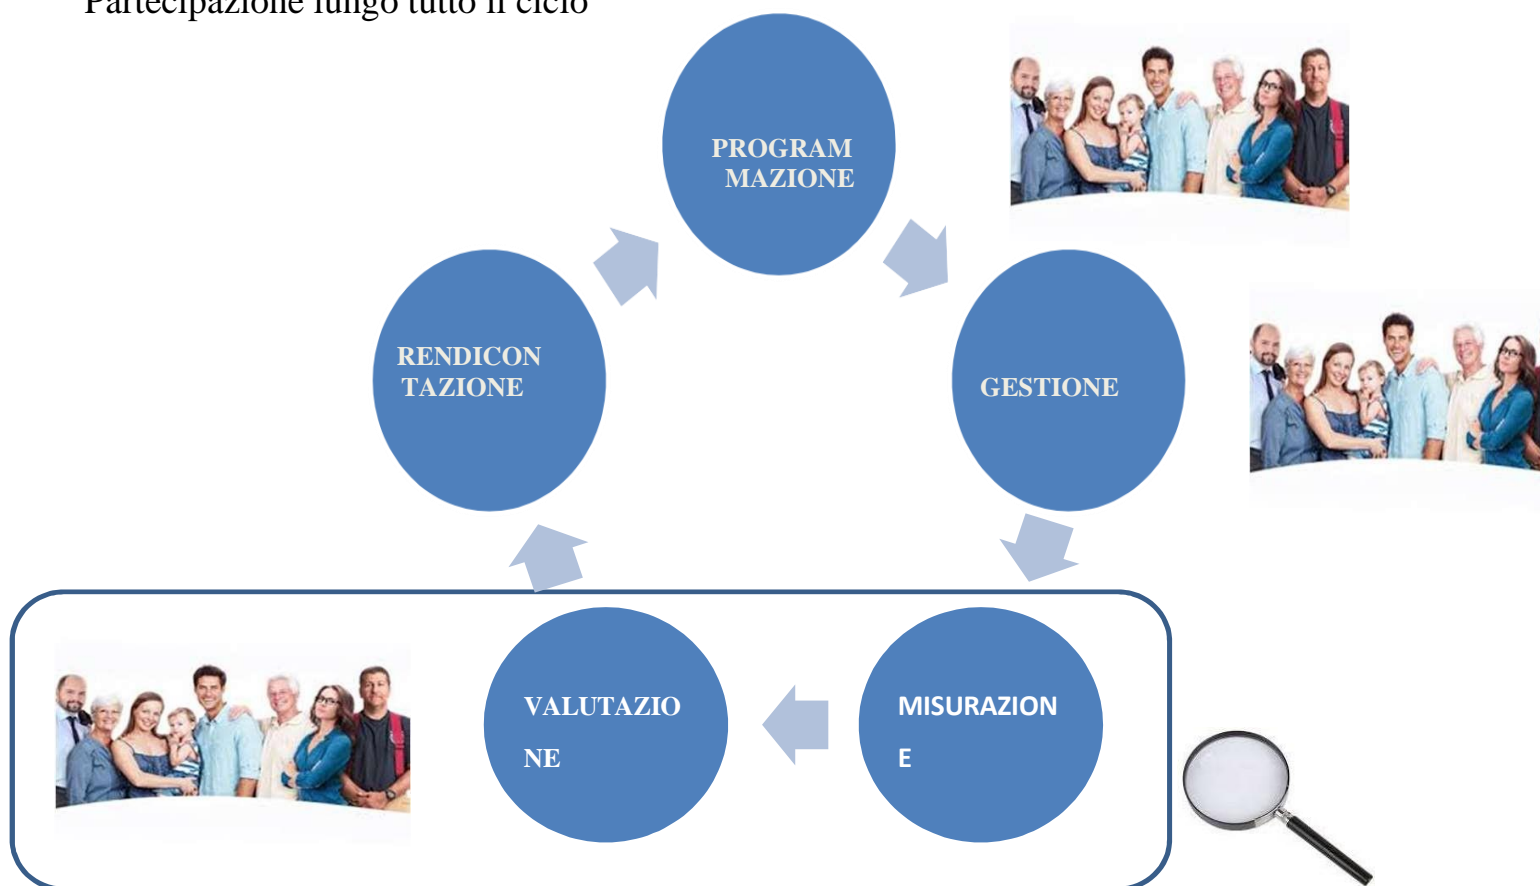 Partecipazione lungo tutto il ciclo
PROGRAM
MAZIONE
RENDICON
TAZIONE
GESTIONE
VALUTAZIO
NE
MISURAZION
E